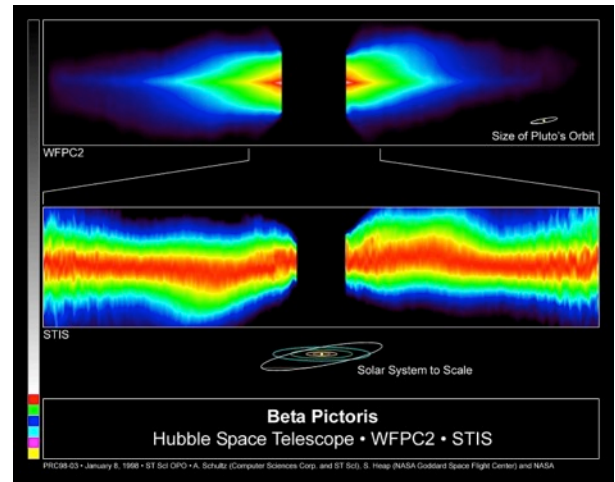 Size of Pluto's Orbit
WFPC2
STIS
Solar System to Scale
Beta Pictoris
Hubble Space Telescope • WFPC2 • STIS
PRC98-03 • January 8, 1998 • ST ScI OPO • A. Schultz (Computer Sciences Corp. and ST ScI), S. Heap (NASA Goddard Space Flight Center) and NASA